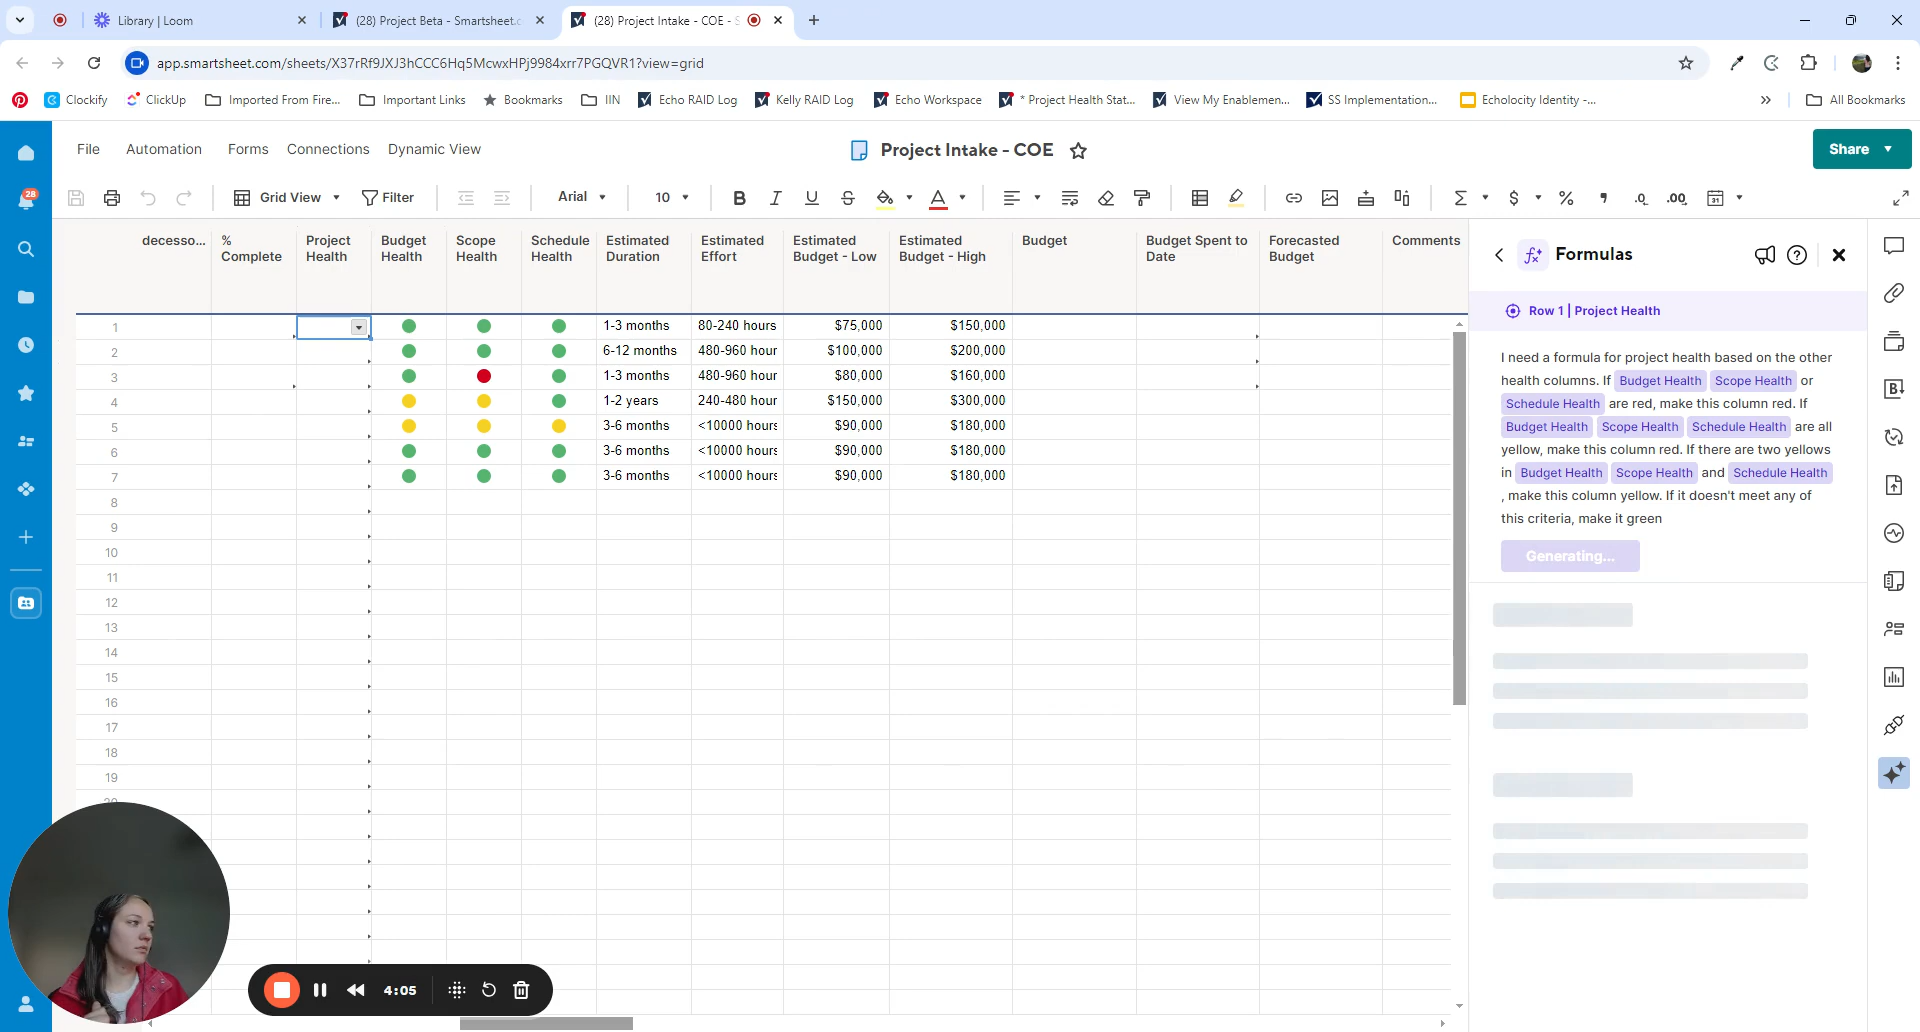 Library | Loom
(28) Project Beta - Smartsheet.c
(28) Project Intake - COE - S
app.smartsheet.com/sheets/X37rRf9JXJ3hCCC6Hq5McwxHPj9984xrr7PGQVR1?view=grid
Clockify
ClickUp
Imported From Fire...
Important Links
Bookmarks
IIN
Echo RAID Log
Kelly RAID Log
Echo Workspace
* Project Health Stat...
View My Enablemen...
SS Implementation...
Echolocity Identity -...
»
All Bookmarks
28
File
Automation
Forms
Connections
Dynamic View
Project Intake - COE
Share
Grid View
Filter
Arial
10
B
I
U
S
A
Σ
$
%
.0
.00
31
decesso...
%
Complete
Project
Health
Budget
Health
Scope
Health
Schedule
Health
Estimated
Duration
Estimated
Effort
Estimated
Budget - Low
Estimated
Budget - High
Budget
Budget Spent to
Date
Forecasted
Budget
Comments
1 1-3 months 80-240 hours $75,000 $150,000
2 6-12 months 480-960 hour $100,000 $200,000
3 1-3 months 480-960 hour $80,000 $160,000
4 1-2 years 240-480 hour $150,000 $300,000
5 3-6 months <10000 hours $90,000 $180,000
6 3-6 months <10000 hours $90,000 $180,000
7 3-6 months <10000 hours $90,000 $180,000
8
9
10
11
12
13
14
15
16
17
18
19
20
Formulas
Row 1 | Project Health
I need a formula for project health based on the other
health columns. If Budget Health Scope Health or
Schedule Health are red, make this column red. If
Budget Health Scope Health Schedule Health are all
yellow, make this column red. If there are two yellows
in Budget Health Scope Health and Schedule Health
, make this column yellow. If it doesn't meet any of
this criteria, make it green
Generating...
4:05